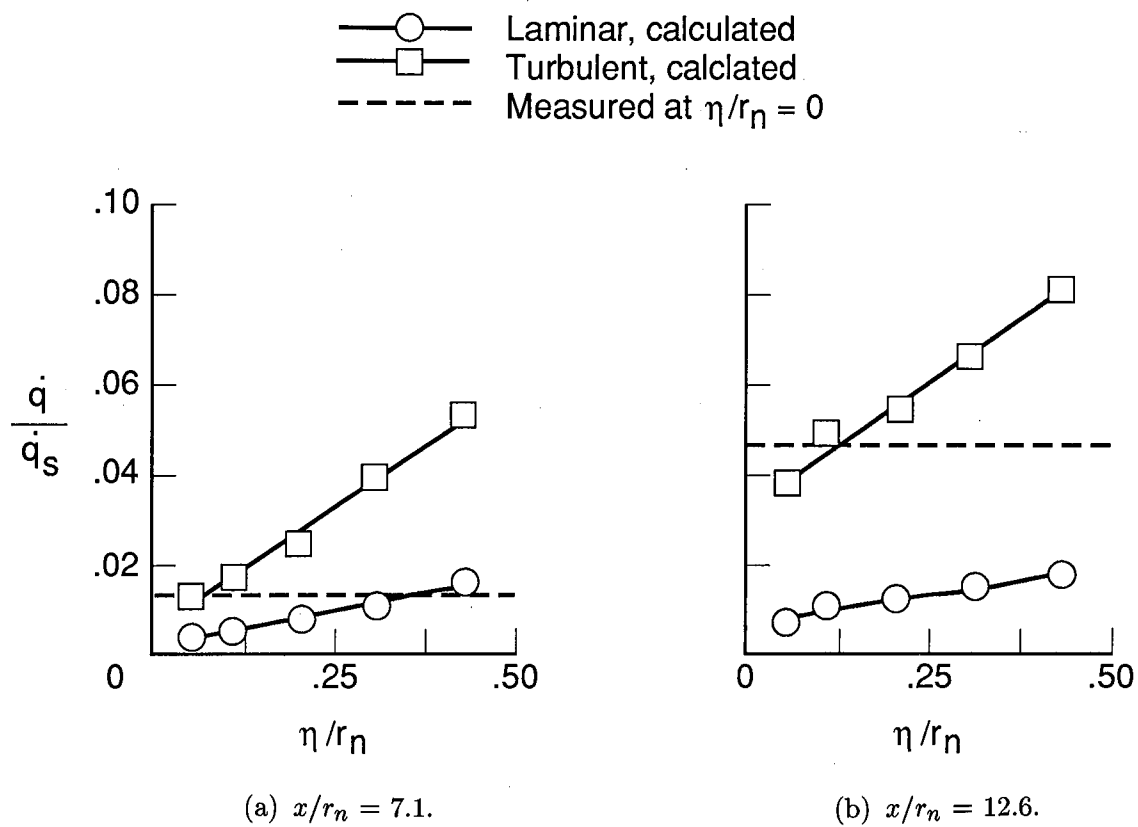 Laminar, calculated
Turbulent, calclated
Measured at η/rn = 0
.10
.08
.06
.04
.02
0
.25
.50
q̇
q̇s
η/rn
(a) x/rn = 7.1.
0
.25
.50
η/rn
(b) x/rn = 12.6.